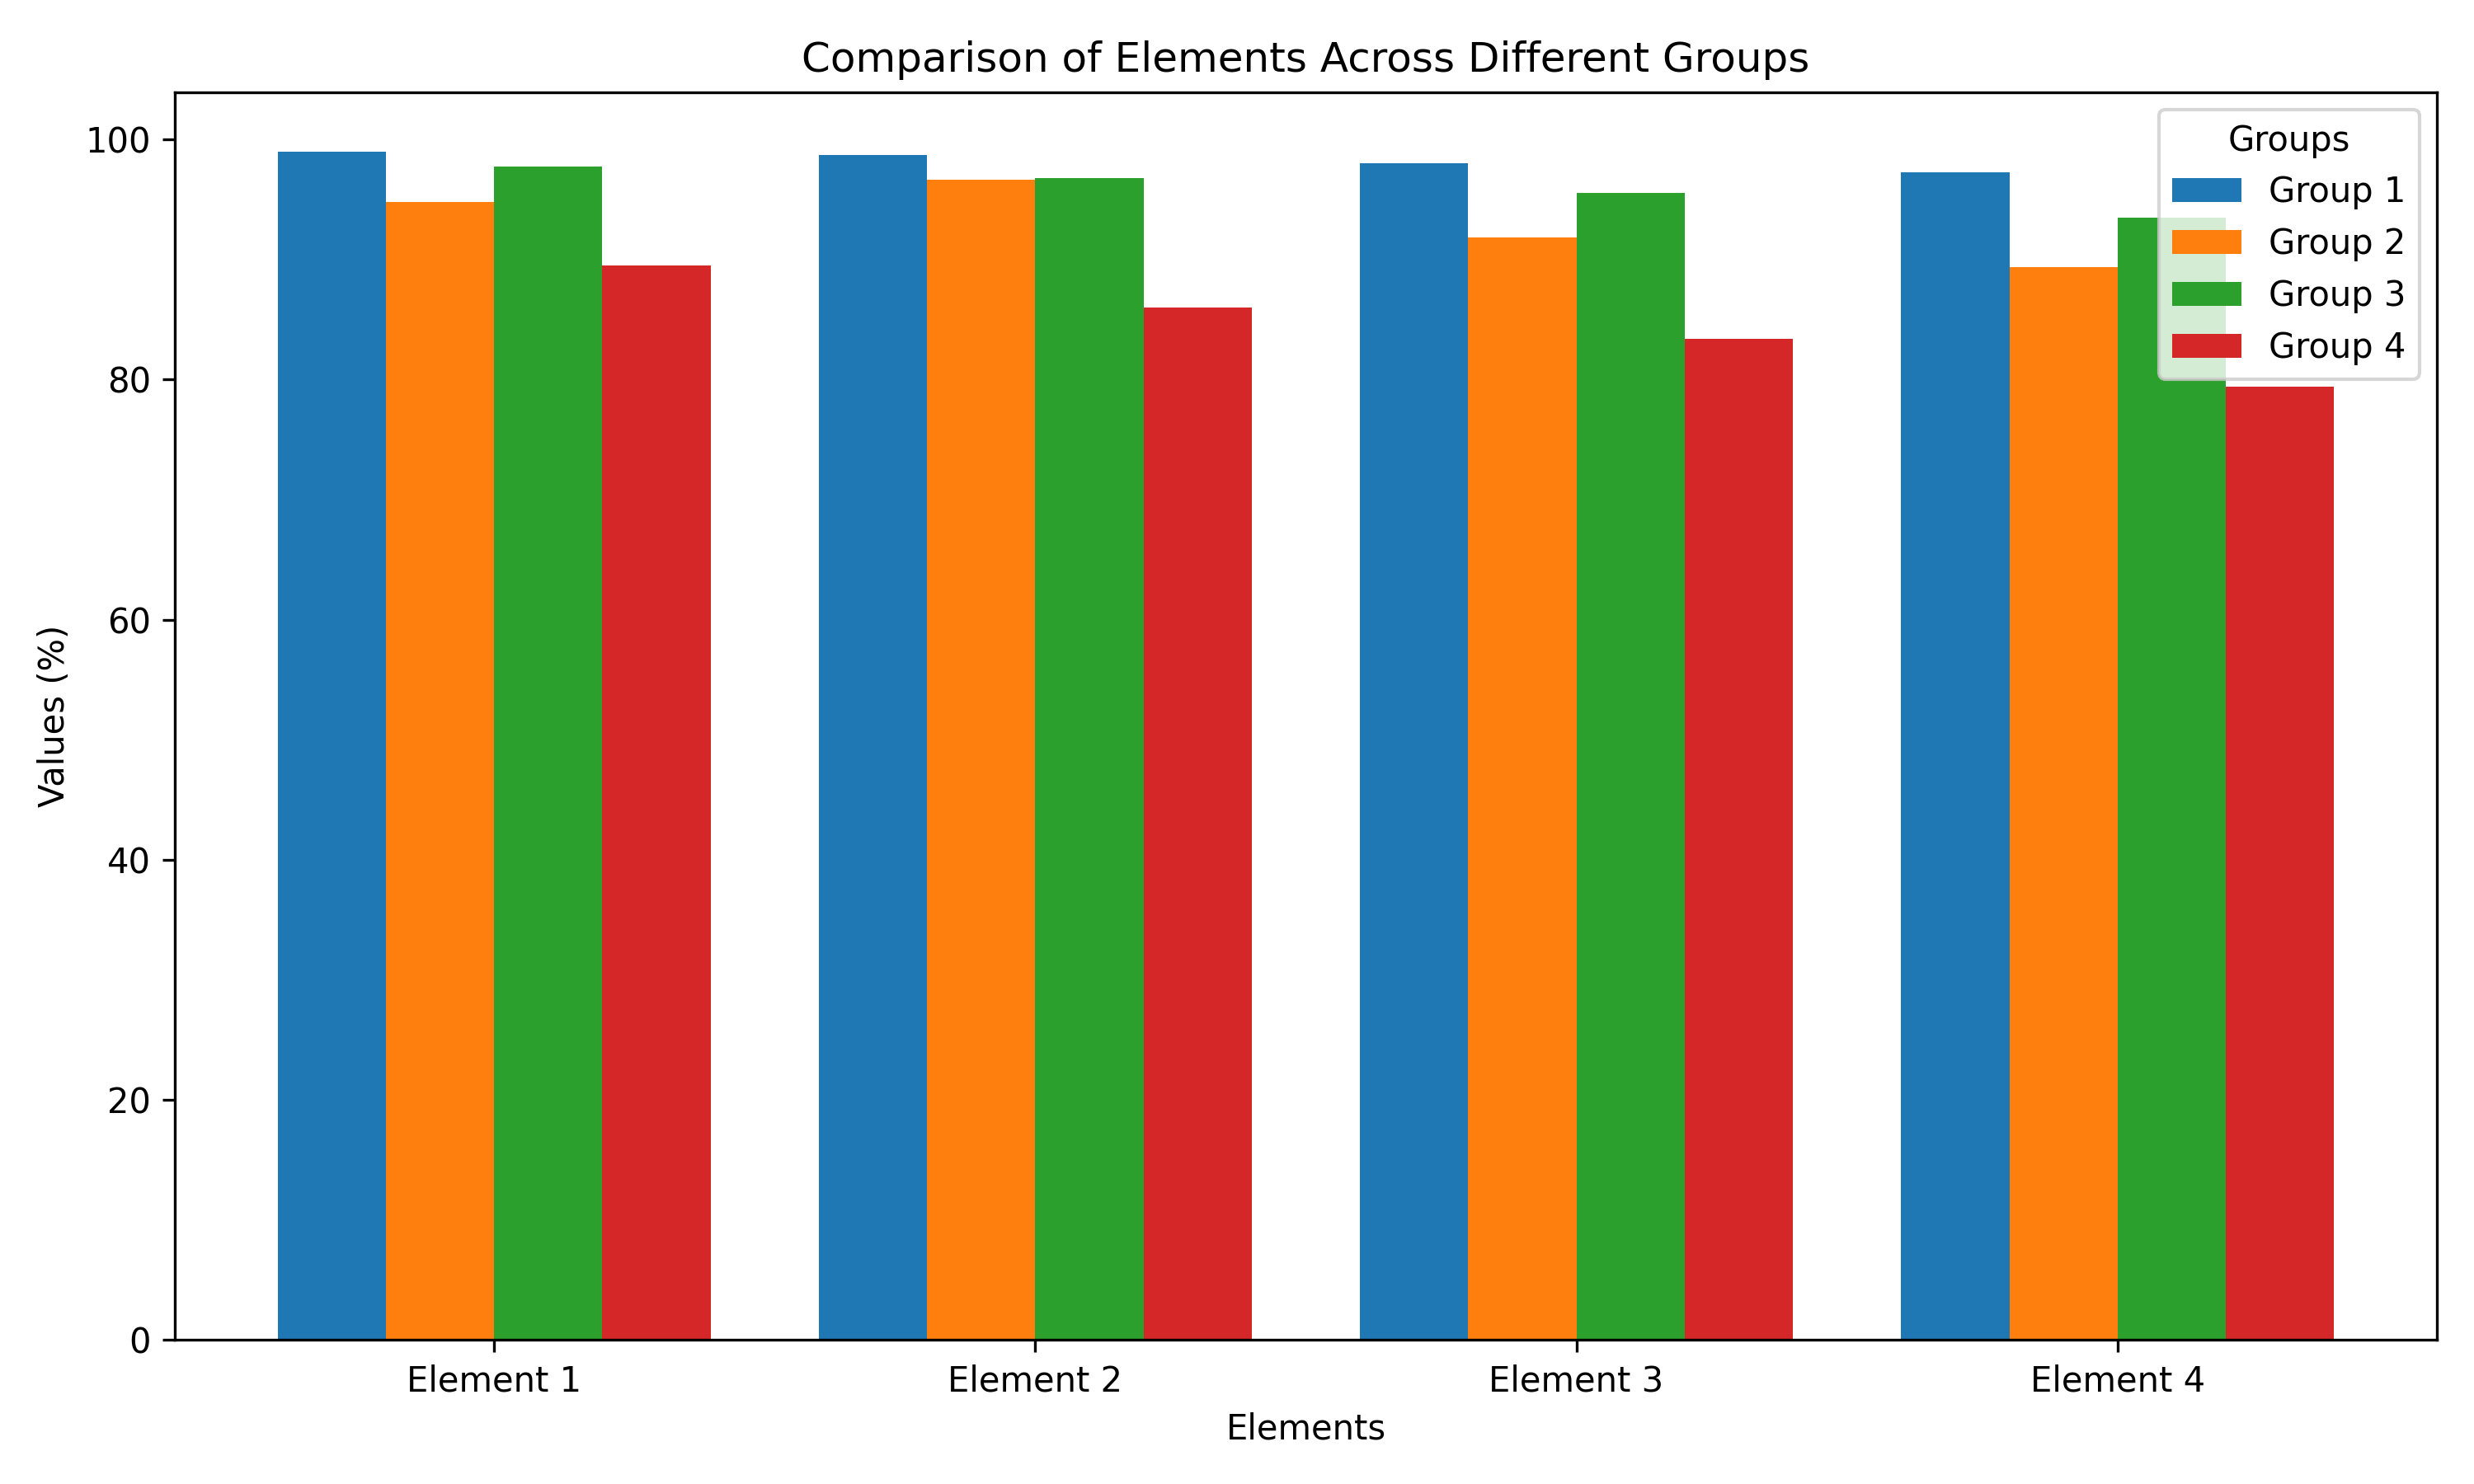 Comparison of Elements Across Different Groups
Groups
Group 1
Group 2
Group 3
Group 4
Values (%)
100
80
60
40
20
0
Element 1 Element 2 Element 3 Element 4
Elements